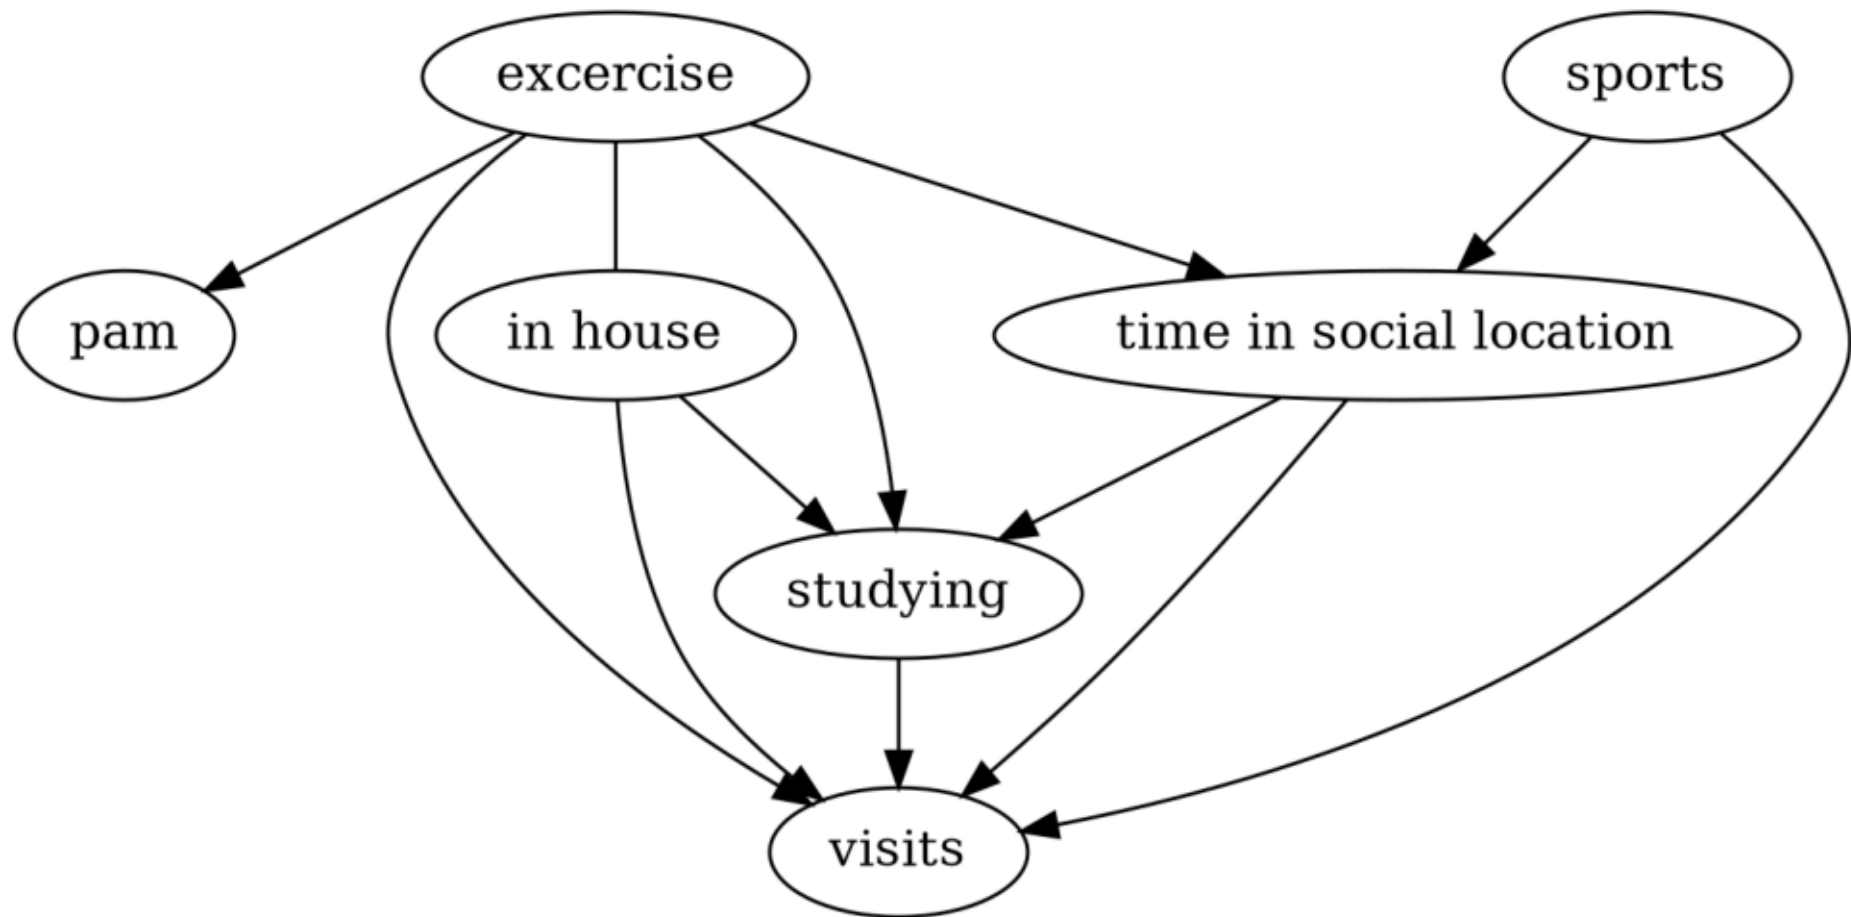 excercise
sports
pam
in house
time in social location
studying
visits